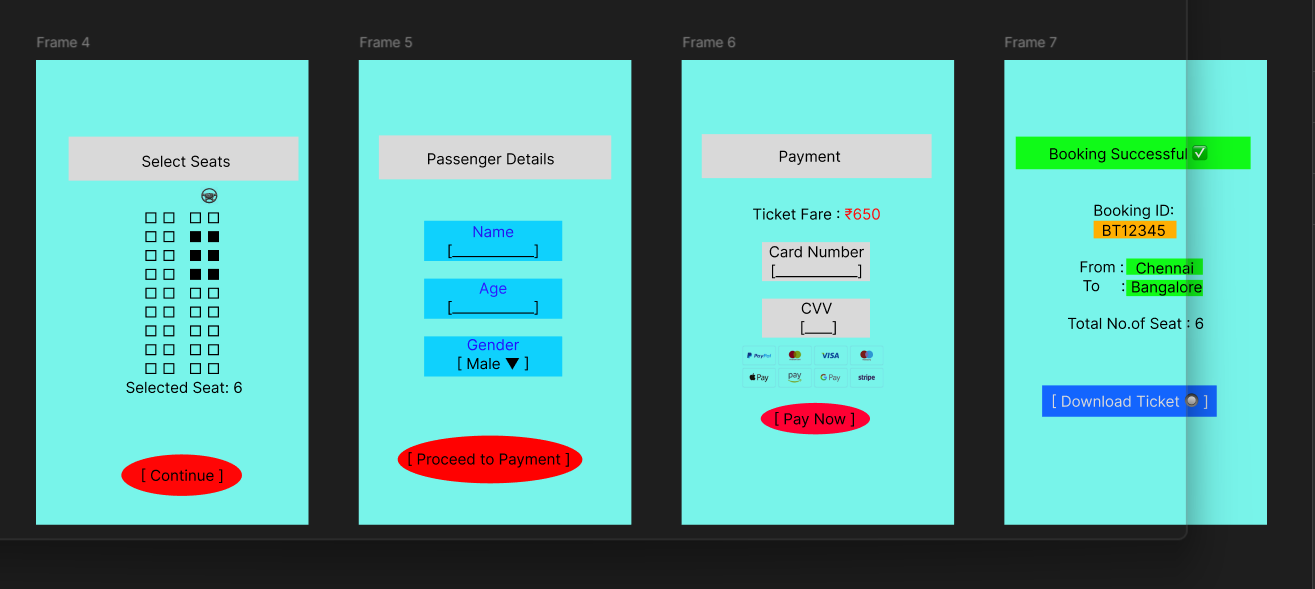 Frame 4
Select Seats
Selected Seat: 6
[ Continue ]
Frame 5
Passenger Details
Name
[__________]
Age
[__________]
Gender
[ Male ▼ ]
[ Proceed to Payment ]
Frame 6
Payment
Ticket Fare : ₹650
Card Number
[__________]
CVV
[___]
PayPal VISA
Pay pay G Pay stripe
[ Pay Now ]
Frame 7
Booking Successful ✅
Booking ID:
BT12345
From : Chennai
To : Bangalore
Total No.of Seat : 6
[ Download Ticket 🔘 ]